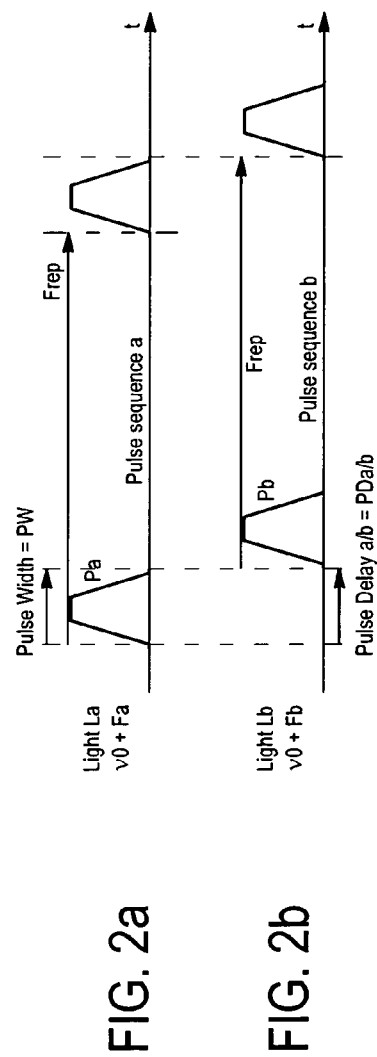 FIG. 2a
Light La
ν0 + Fa
Pulse Width = PW
Pa
Frep
Pulse sequence a
t
FIG. 2b
Light Lb
ν0 + Fb
Pb
Frep
Pulse sequence b
t
Pulse Delay a/b = PDa/b